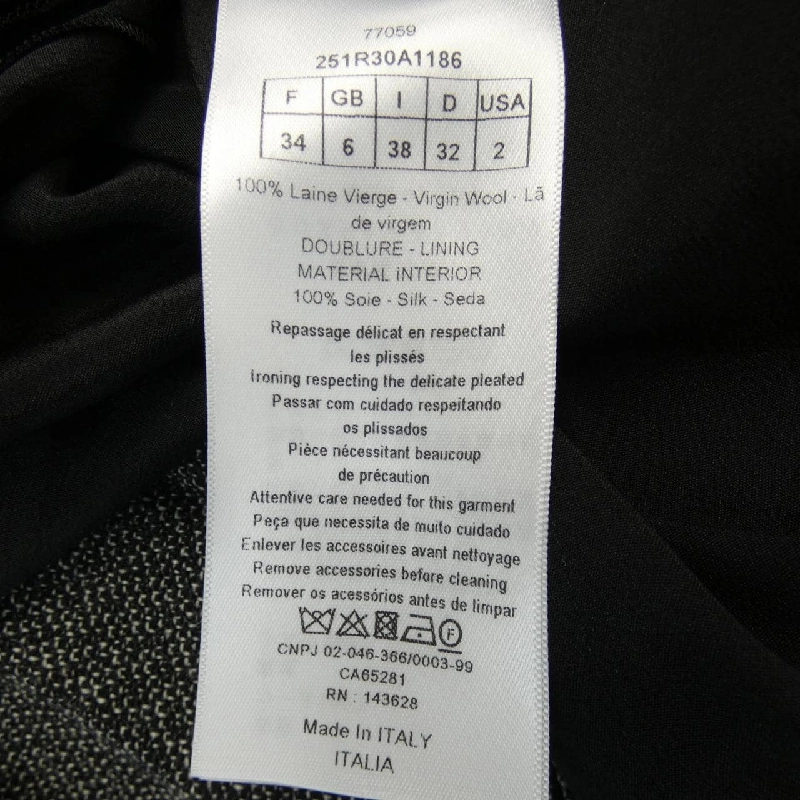 77059
251R30A1186
F GB I D USA
34 6 38 32 2
100% Laine Vierge - Virgin Wool - Lã
de virgem
DOUBLURE - LINING
MATERIAL INTERIOR
100% Soie - Silk - Seda
Repassage délicat en respectant
les plissés
Ironing respecting the delicate pleated
Passar com cuidado respeitando
os plissados
Pièce nécessitant beaucoup
de précaution
Attentive care needed for this garment
Peça que necessita de muito cuidado
Enlever les accessoires avant nettoyage
Remove accessories before cleaning
Remover os acessórios antes de limpar
F
CNPJ 02-046-366/0003-99
CA65281
RN : 143628
Made In ITALY
ITALIA